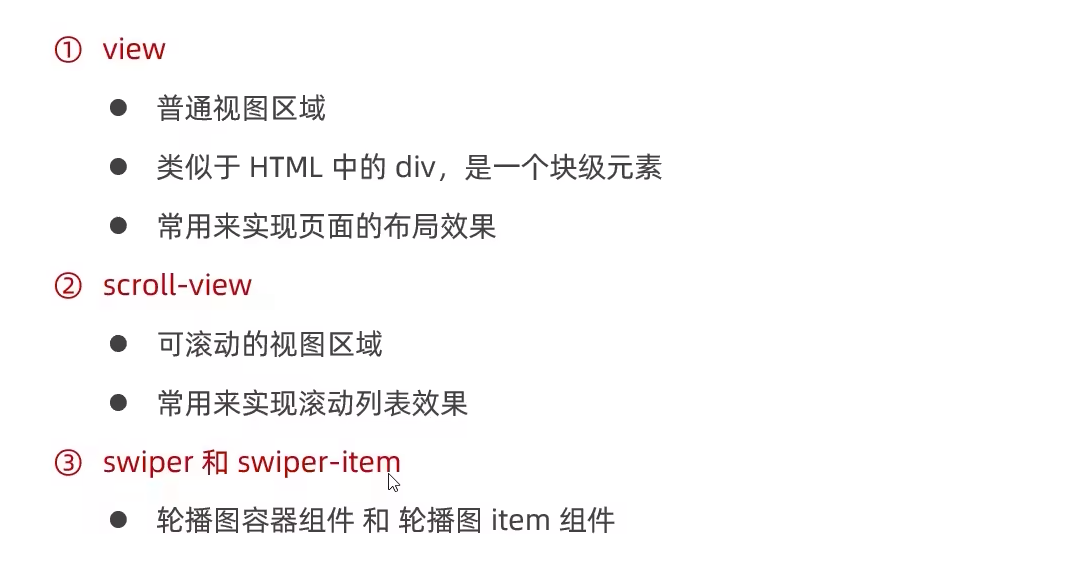 ① view
● 普通视图区域
● 类似于 HTML 中的 div，是一个块级元素
● 常用来实现页面的布局效果
② scroll-view
● 可滚动的视图区域
● 常用来实现滚动列表效果
③ swiper 和 swiper-item
● 轮播图容器组件 和 轮播图 item 组件